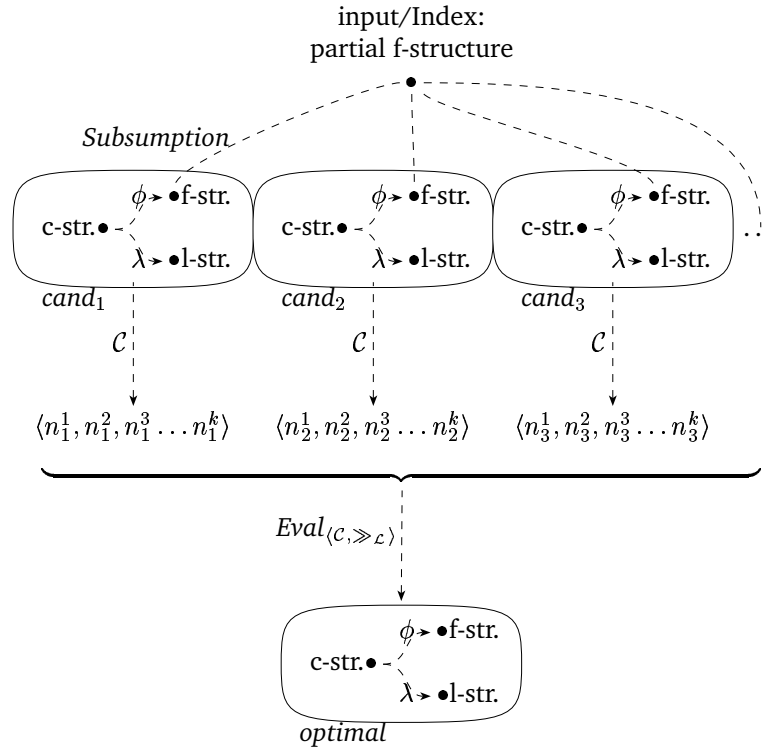 input/Index:
partial f-structure
Subsumption
ϕ f-str. ϕ f-str. ϕ f-str.
c-str. c-str. c-str. ..
λ l-str. λ l-str. λ l-str.
cand₁ cand₂ cand₃
𝒞 𝒞 𝒞
⟨n₁¹, n₁², n₁³ … n₁ᵏ⟩ ⟨n₂¹, n₂², n₂³ … n₂ᵏ⟩ ⟨n₃¹, n₃², n₃³ … n₃ᵏ⟩
Eval⟨𝒞,≫ℒ⟩
ϕ f-str.
c-str.
λ l-str.
optimal